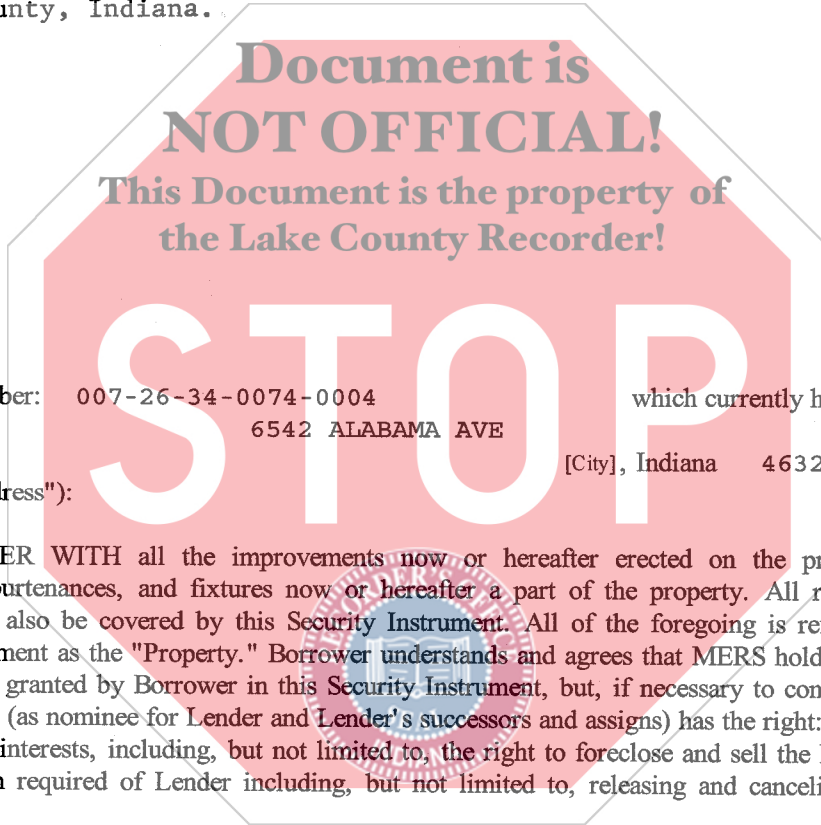 unty, Indiana.
Document is
NOT OFFICIAL!
This Document is the property of
the Lake County Recorder!
STOP
ber: 007-26-34-0074-0004 which currently h
6542 ALABAMA AVE
[City], Indiana 4632
ress"):
ER WITH all the improvements now or hereafter erected on the pr
urtenances, and fixtures now or hereafter a part of the property. All r
also be covered by this Security Instrument. All of the foregoing is re
ment as the "Property." Borrower understands and agrees that MERS hold
granted by Borrower in this Security Instrument, but, if necessary to com
(as nominee for Lender and Lender's successors and assigns) has the right:
interests, including, but not limited to, the right to foreclose and sell the
required of Lender including, but not limited to, releasing and canceli
INDIANA